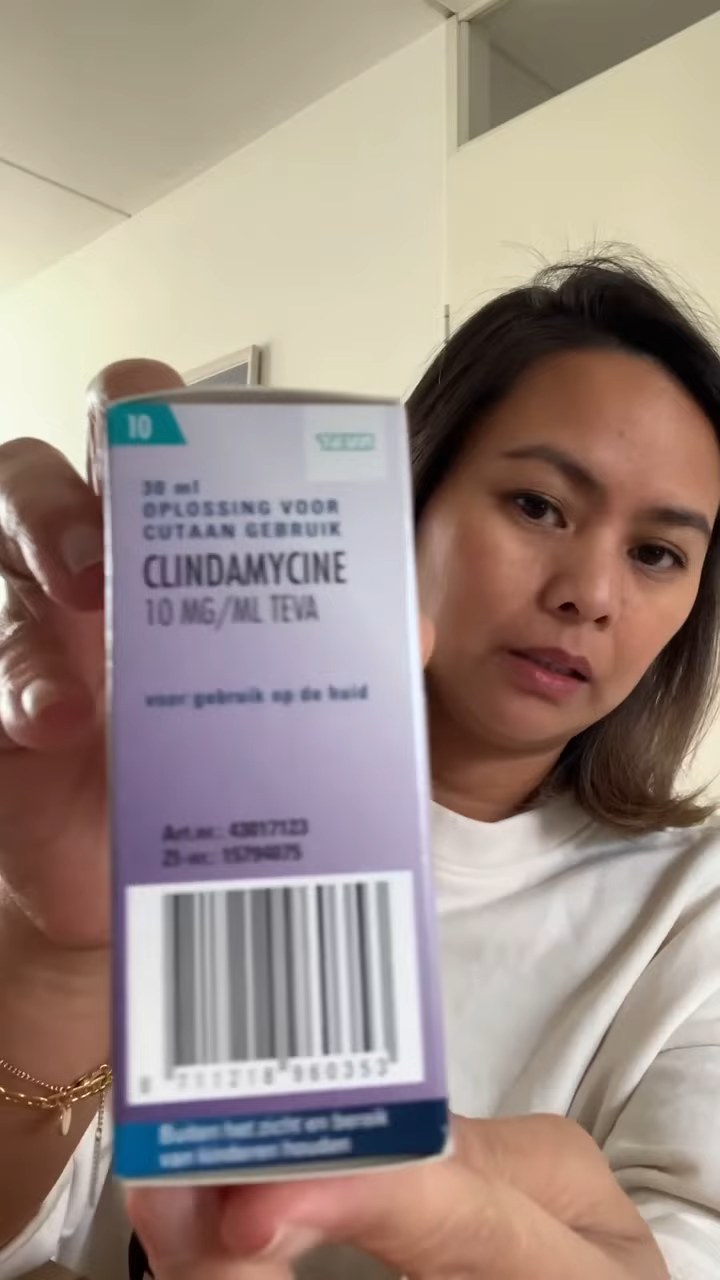 10
TEVA
30 ml
OPLOSSING VOOR
CUTAAN GEBRUIK
CLINDAMYCINE
10 MG/ML TEVA
voor gebruik op de huid
Art.nr.: 43017123
ZI-nr.: 15794075
8 711218 960353
Buiten het zicht en bereik
van kinderen houden